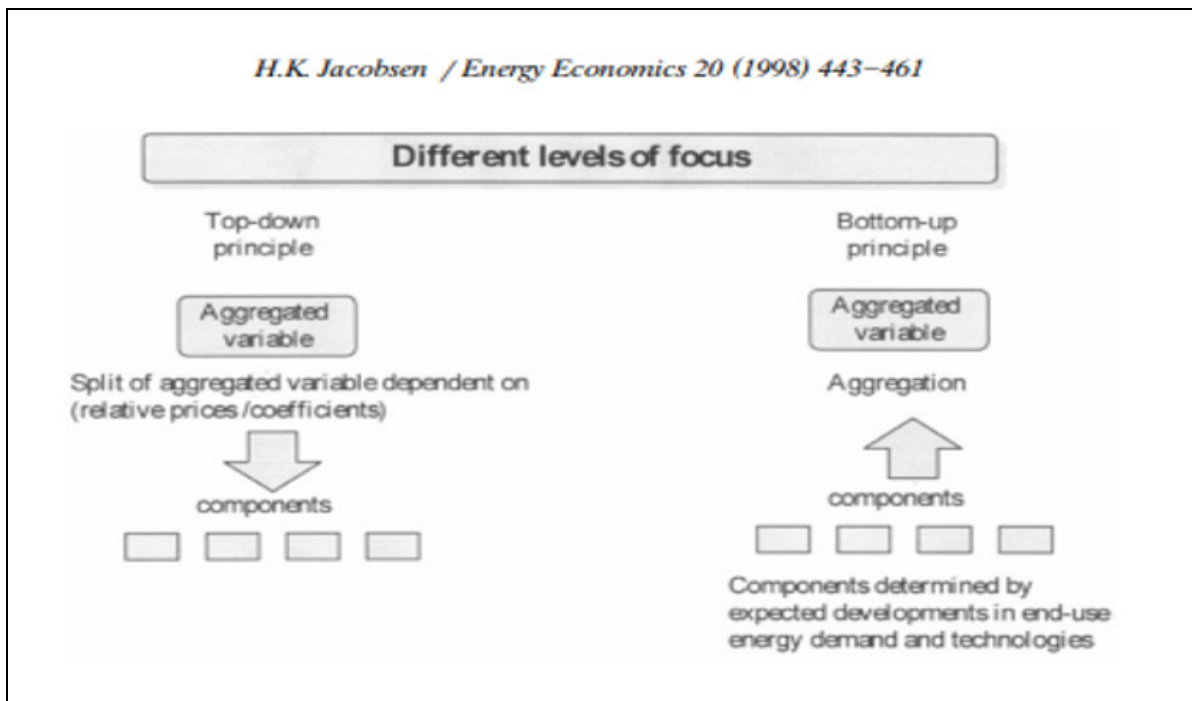 H.K. Jacobsen / Energy Economics 20 (1998) 443–461
Different levels of focus
Top-down
principle
Aggregated
variable
Split of aggregated variable dependent on
(relative prices/coefficients)
components
Bottom-up
principle
Aggregated
variable
Aggregation
components
Components determined by
expected developments in end-use
energy demand and technologies